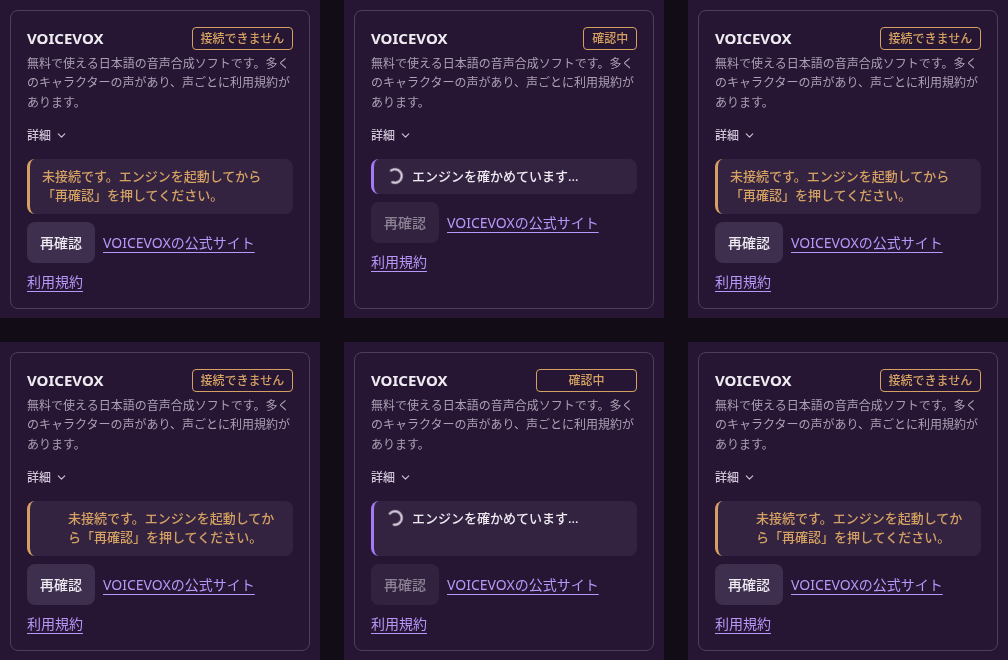 VOICEVOX
接続できません
無料で使える日本語の音声合成ソフトです。多く
のキャラクターの声があり、声ごとに利用規約が
あります。
詳細
未接続です。エンジンを起動してから
「再確認」を押してください。
再確認
VOICEVOXの公式サイト
利用規約
VOICEVOX
確認中
無料で使える日本語の音声合成ソフトです。多く
のキャラクターの声があり、声ごとに利用規約が
あります。
詳細
エンジンを確かめています…
再確認
VOICEVOXの公式サイト
利用規約
VOICEVOX
接続できません
無料で使える日本語の音声合成ソフトです。多く
のキャラクターの声があり、声ごとに利用規約が
あります。
詳細
未接続です。エンジンを起動してから
「再確認」を押してください。
再確認
VOICEVOXの公式サイト
利用規約
VOICEVOX
接続できません
無料で使える日本語の音声合成ソフトです。多く
のキャラクターの声があり、声ごとに利用規約が
あります。
詳細
未接続です。エンジンを起動してか
ら「再確認」を押してください。
再確認
VOICEVOXの公式サイト
利用規約
VOICEVOX
確認中
無料で使える日本語の音声合成ソフトです。多く
のキャラクターの声があり、声ごとに利用規約が
あります。
詳細
エンジンを確かめています…
再確認
VOICEVOXの公式サイト
利用規約
VOICEVOX
接続できません
無料で使える日本語の音声合成ソフトです。多く
のキャラクターの声があり、声ごとに利用規約が
あります。
詳細
未接続です。エンジンを起動してか
ら「再確認」を押してください。
再確認
VOICEVOXの公式サイト
利用規約